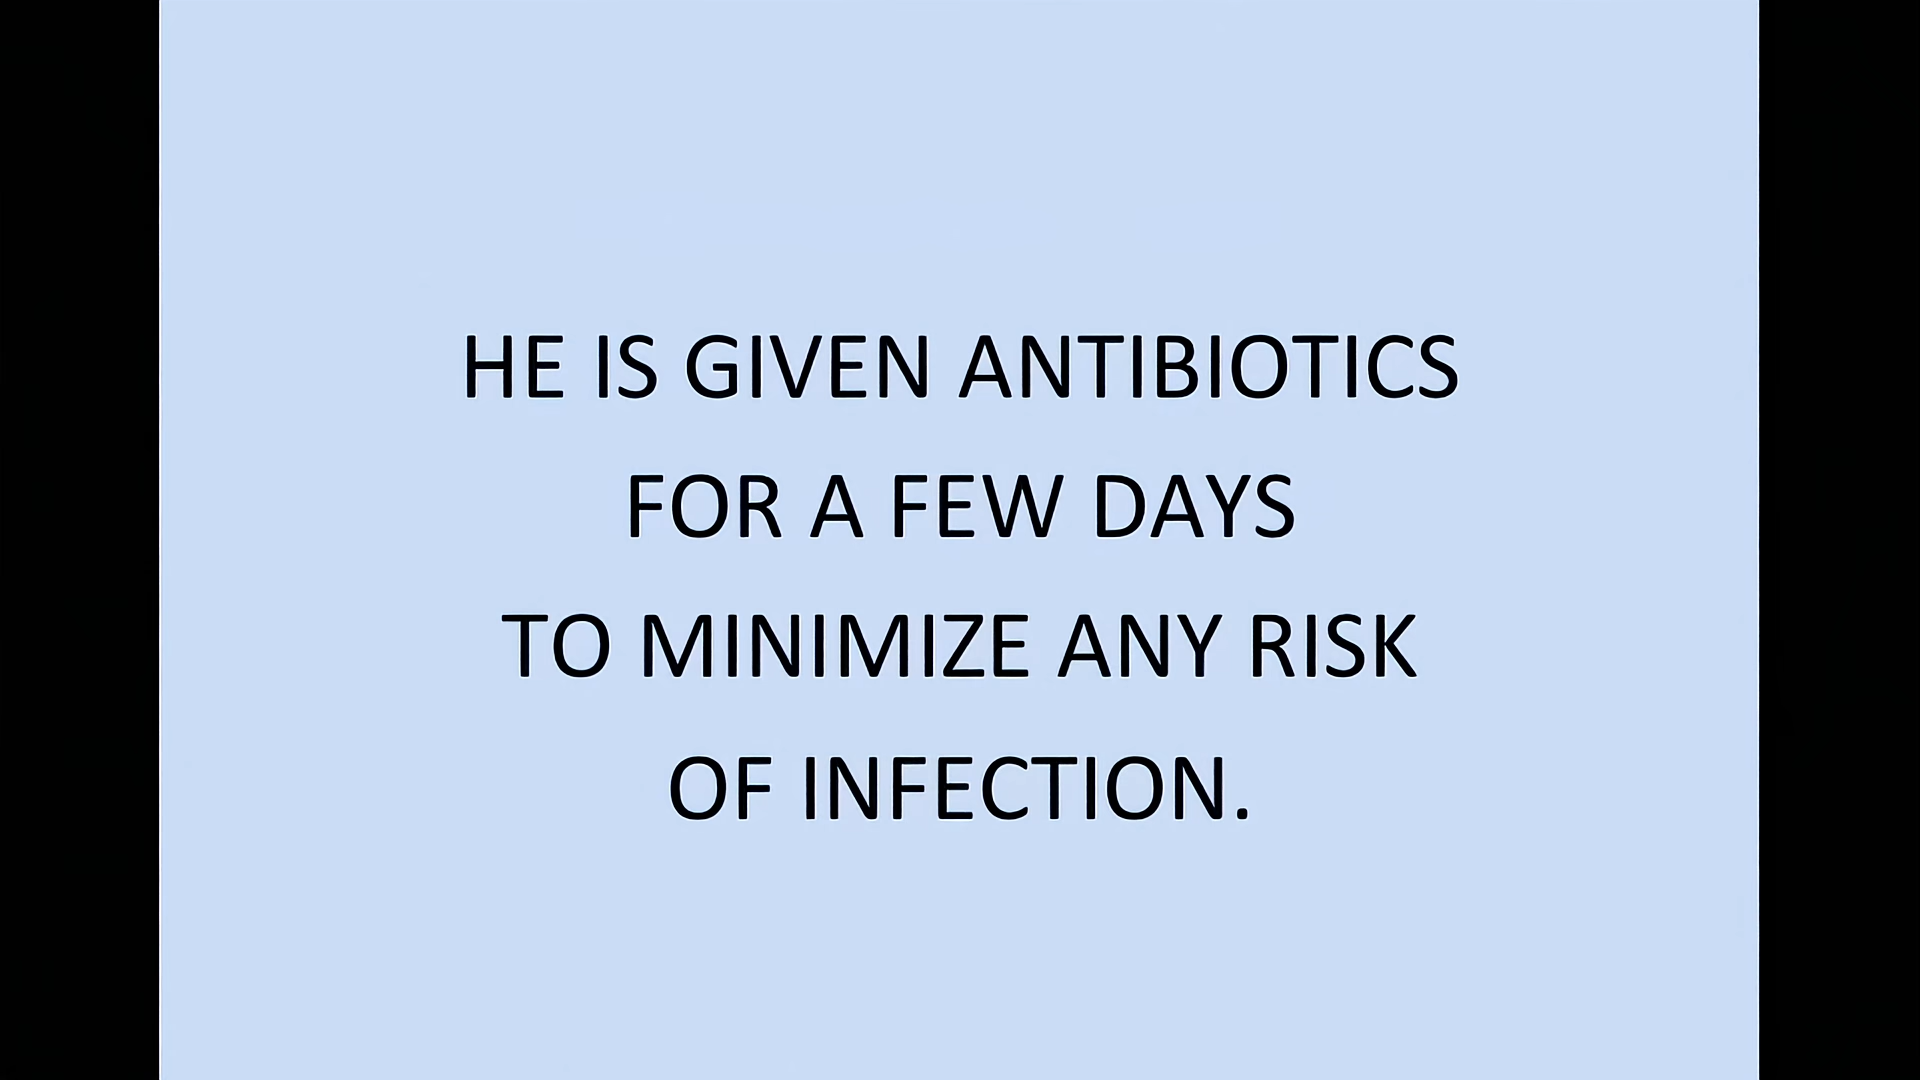 HE IS GIVEN ANTIBIOTICS
FOR A FEW DAYS
TO MINIMIZE ANY RISK
OF INFECTION.